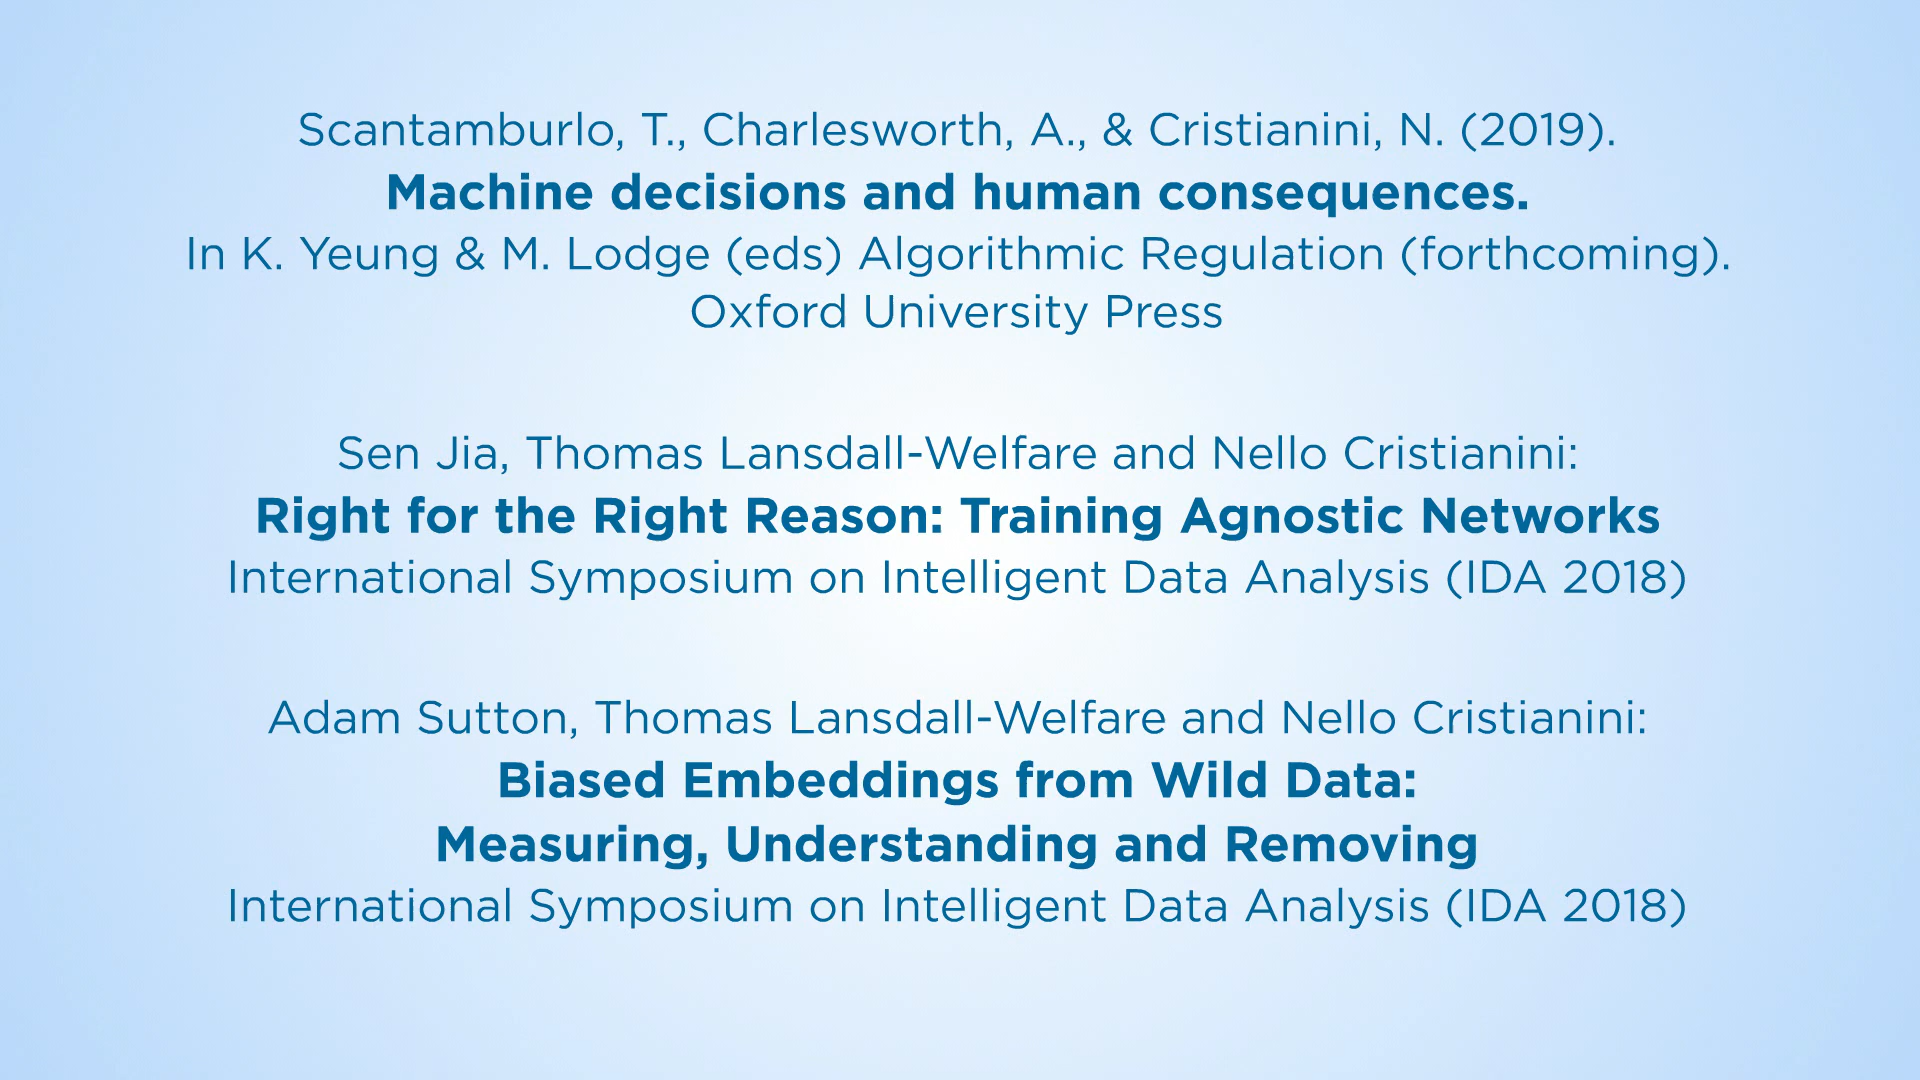 Scantamburlo, T., Charlesworth, A., & Cristianini, N. (2019).
Machine decisions and human consequences.
In K. Yeung & M. Lodge (eds) Algorithmic Regulation (forthcoming).
Oxford University Press
Sen Jia, Thomas Lansdall-Welfare and Nello Cristianini:
Right for the Right Reason: Training Agnostic Networks
International Symposium on Intelligent Data Analysis (IDA 2018)
Adam Sutton, Thomas Lansdall-Welfare and Nello Cristianini:
Biased Embeddings from Wild Data:
Measuring, Understanding and Removing
International Symposium on Intelligent Data Analysis (IDA 2018)